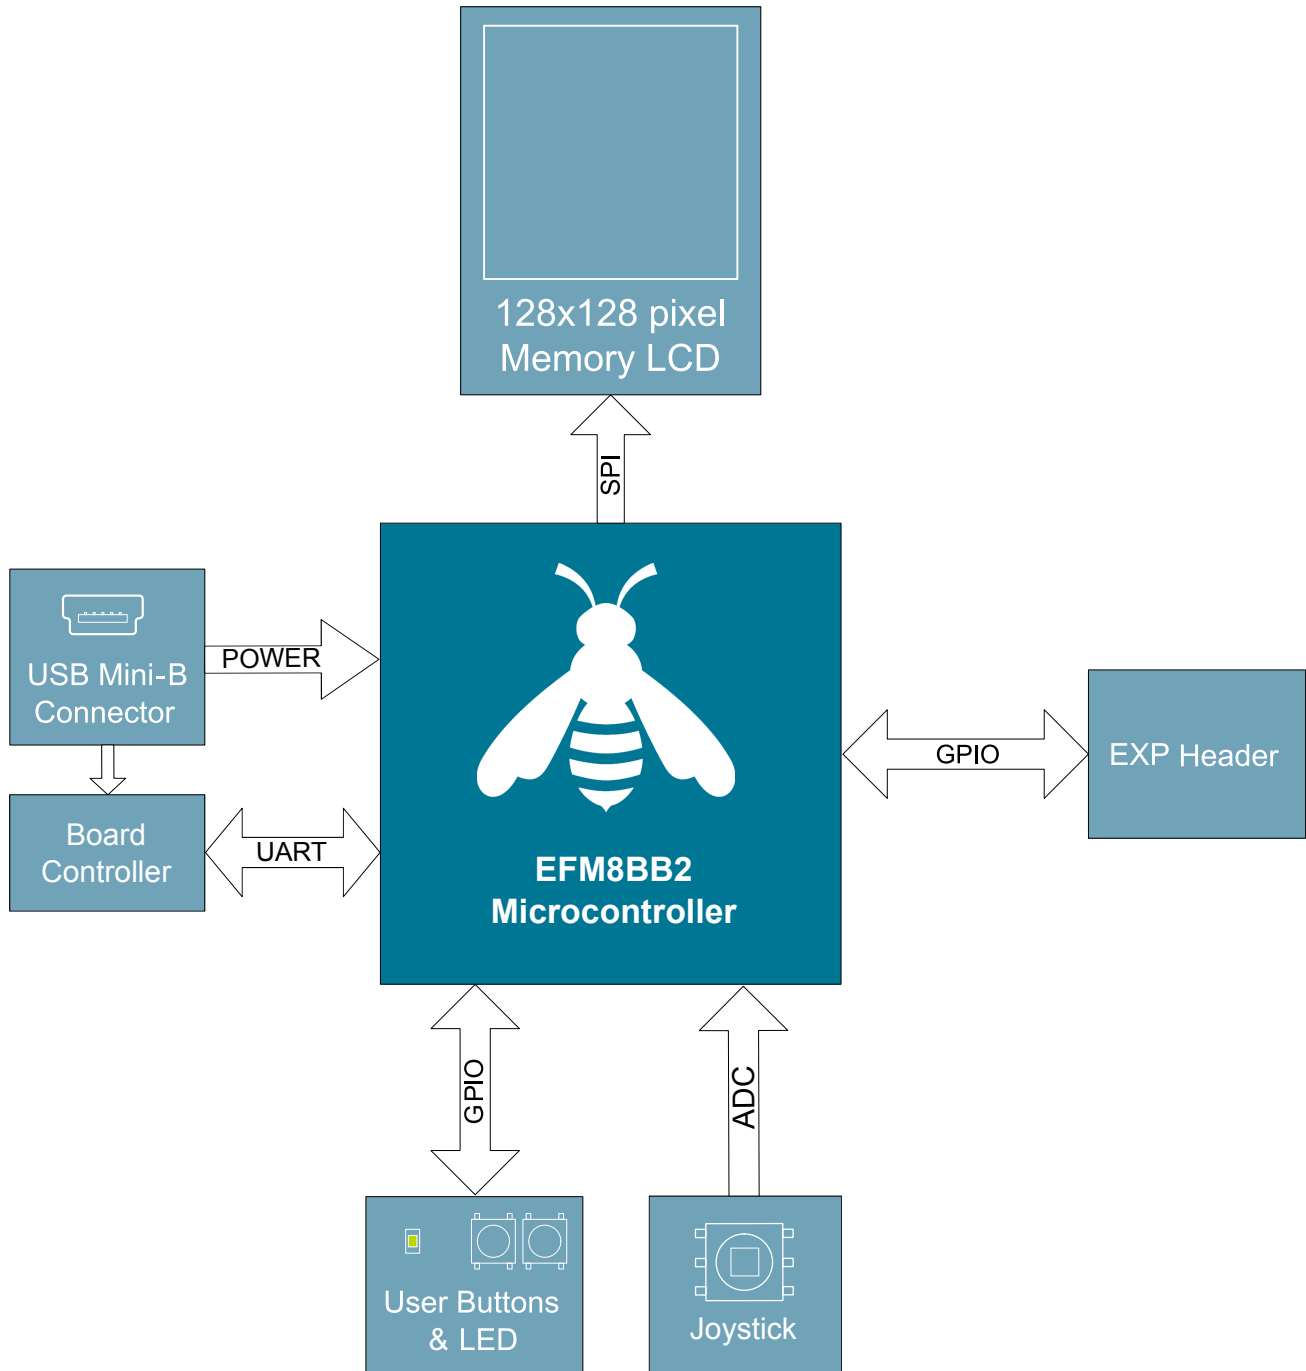 128x128 pixel
Memory LCD
SPI
USB Mini-B
Connector
POWER
EXP Header
GPIO
Board
Controller
UART
EFM8BB2
Microcontroller
GPIO
ADC
User Buttons
& LED
Joystick